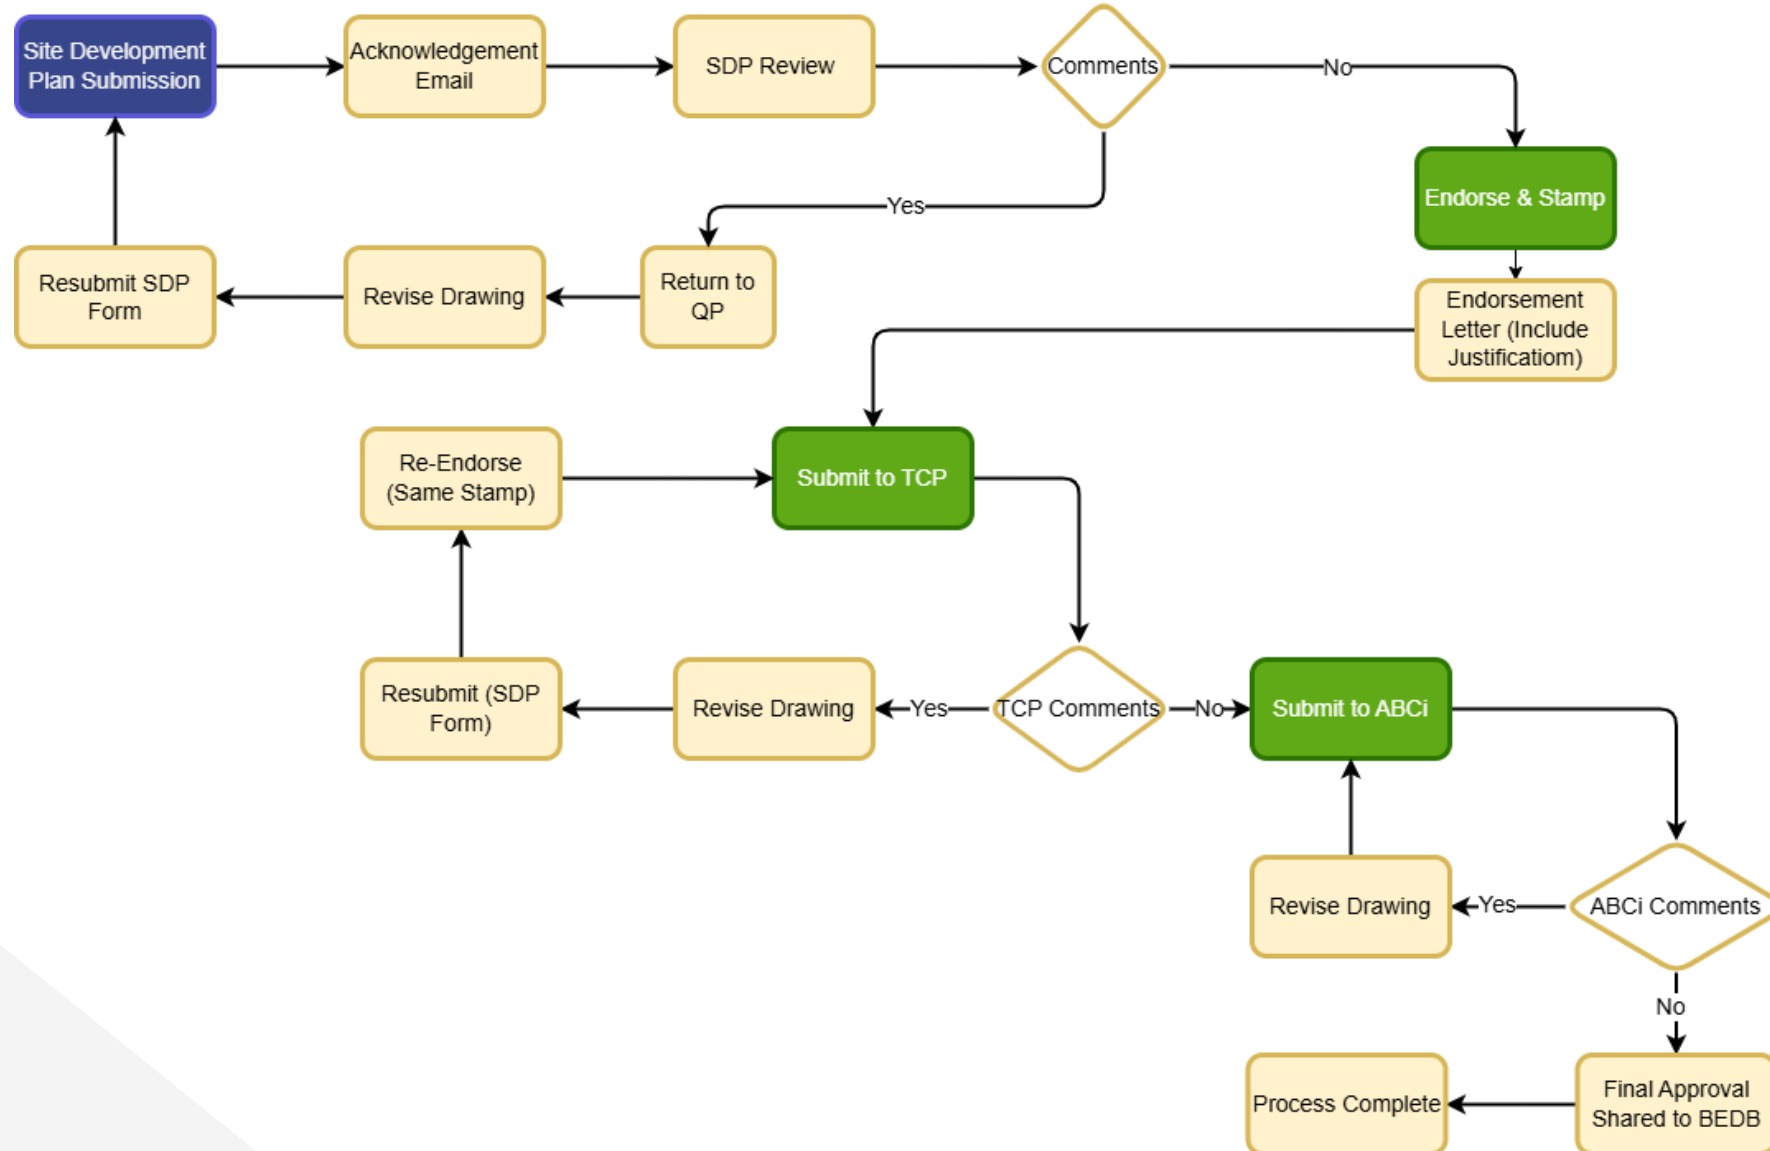 Site Development
Plan Submission
Acknowledgement
Email
SDP Review
Comments
No
Endorse & Stamp
Yes
Resubmit SDP
Form
Revise Drawing
Return to
QP
Endorsement
Letter (Include
Justificatiom)
Re-Endorse
(Same Stamp)
Submit to TCP
Resubmit (SDP
Form)
Revise Drawing
Yes
TCP Comments
No
Submit to ABCi
Revise Drawing
Yes
ABCi Comments
No
Process Complete
Final Approval
Shared to BEDB